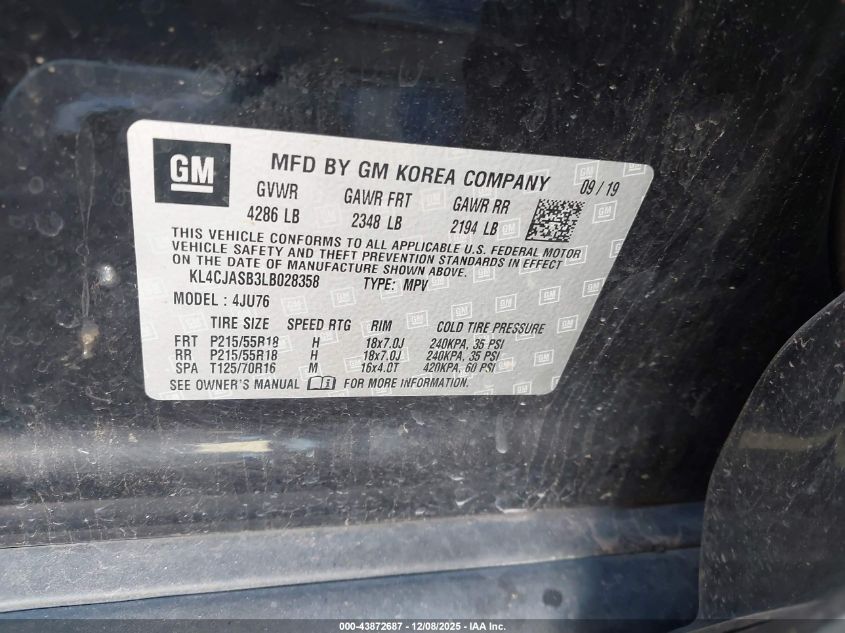 GM
MFD BY GM KOREA COMPANY 09/19
GVWR GAWR FRT GAWR RR
4286 LB 2348 LB 2194 LB
THIS VEHICLE CONFORMS TO ALL APPLICABLE U.S. FEDERAL MOTOR
VEHICLE SAFETY AND THEFT PREVENTION STANDARDS IN EFFECT
ON THE DATE OF MANUFACTURE SHOWN ABOVE.
KL4CJASB3LB028358 TYPE: MPV
MODEL : 4JU76
TIRE SIZE SPEED RTG RIM COLD TIRE PRESSURE
FRT P215/55R18 H 18x7.0J 240KPA, 35 PSI
RR P215/55R18 H 18x7.0J 240KPA, 35 PSI
SPA T125/70R16 M 16x4.0T 420KPA, 60 PSI
SEE OWNER'S MANUAL FOR MORE INFORMATION.
000-43872687 - 12/08/2025 - IAA Inc.